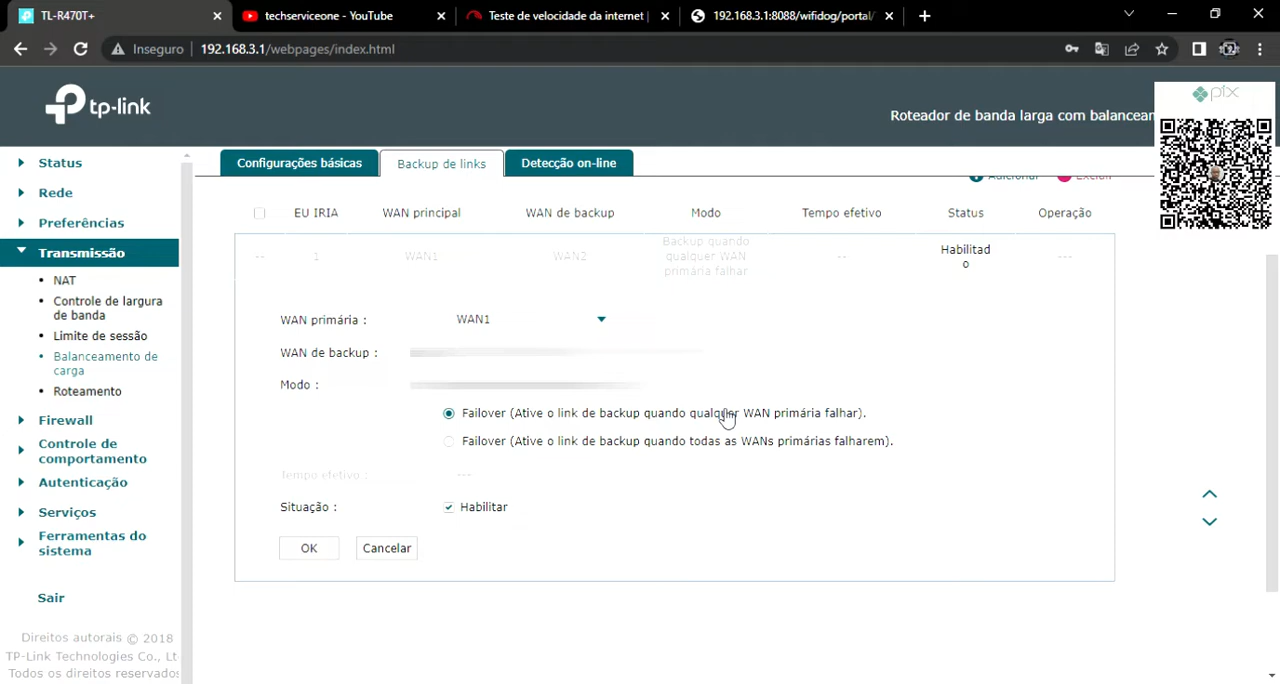 TL-R470T+
techserviceone - YouTube
Teste de velocidade da internet
192.168.3.1:8088/wifidog/portal/
Inseguro
192.168.3.1/webpages/index.html
tp-link
Roteador de banda larga com balancean
pix
Status
Rede
Preferências
Transmissão
NAT
Controle de largura
de banda
Limite de sessão
Balanceamento de
carga
Roteamento
Firewall
Controle de
comportamento
Autenticação
Serviços
Ferramentas do
sistema
Sair
Direitos autorais © 2018
TP-Link Technologies Co., Lt
Todos os direitos reservados
Configurações básicas
Backup de links
Detecção on-line
Adicionar
Excluir
EU IRIA
WAN principal
WAN de backup
Modo
Tempo efetivo
Status
Operação
--
1
WAN1
WAN2
Backup quando
qualquer WAN
primária falhar
--
Habilitad
o
---
WAN primária :
WAN1
WAN de backup :
Modo :
Failover (Ative o link de backup quando qualquer WAN primária falhar).
Failover (Ative o link de backup quando todas as WANs primárias falharem).
Tempo efetivo :
---
Situação :
Habilitar
OK
Cancelar